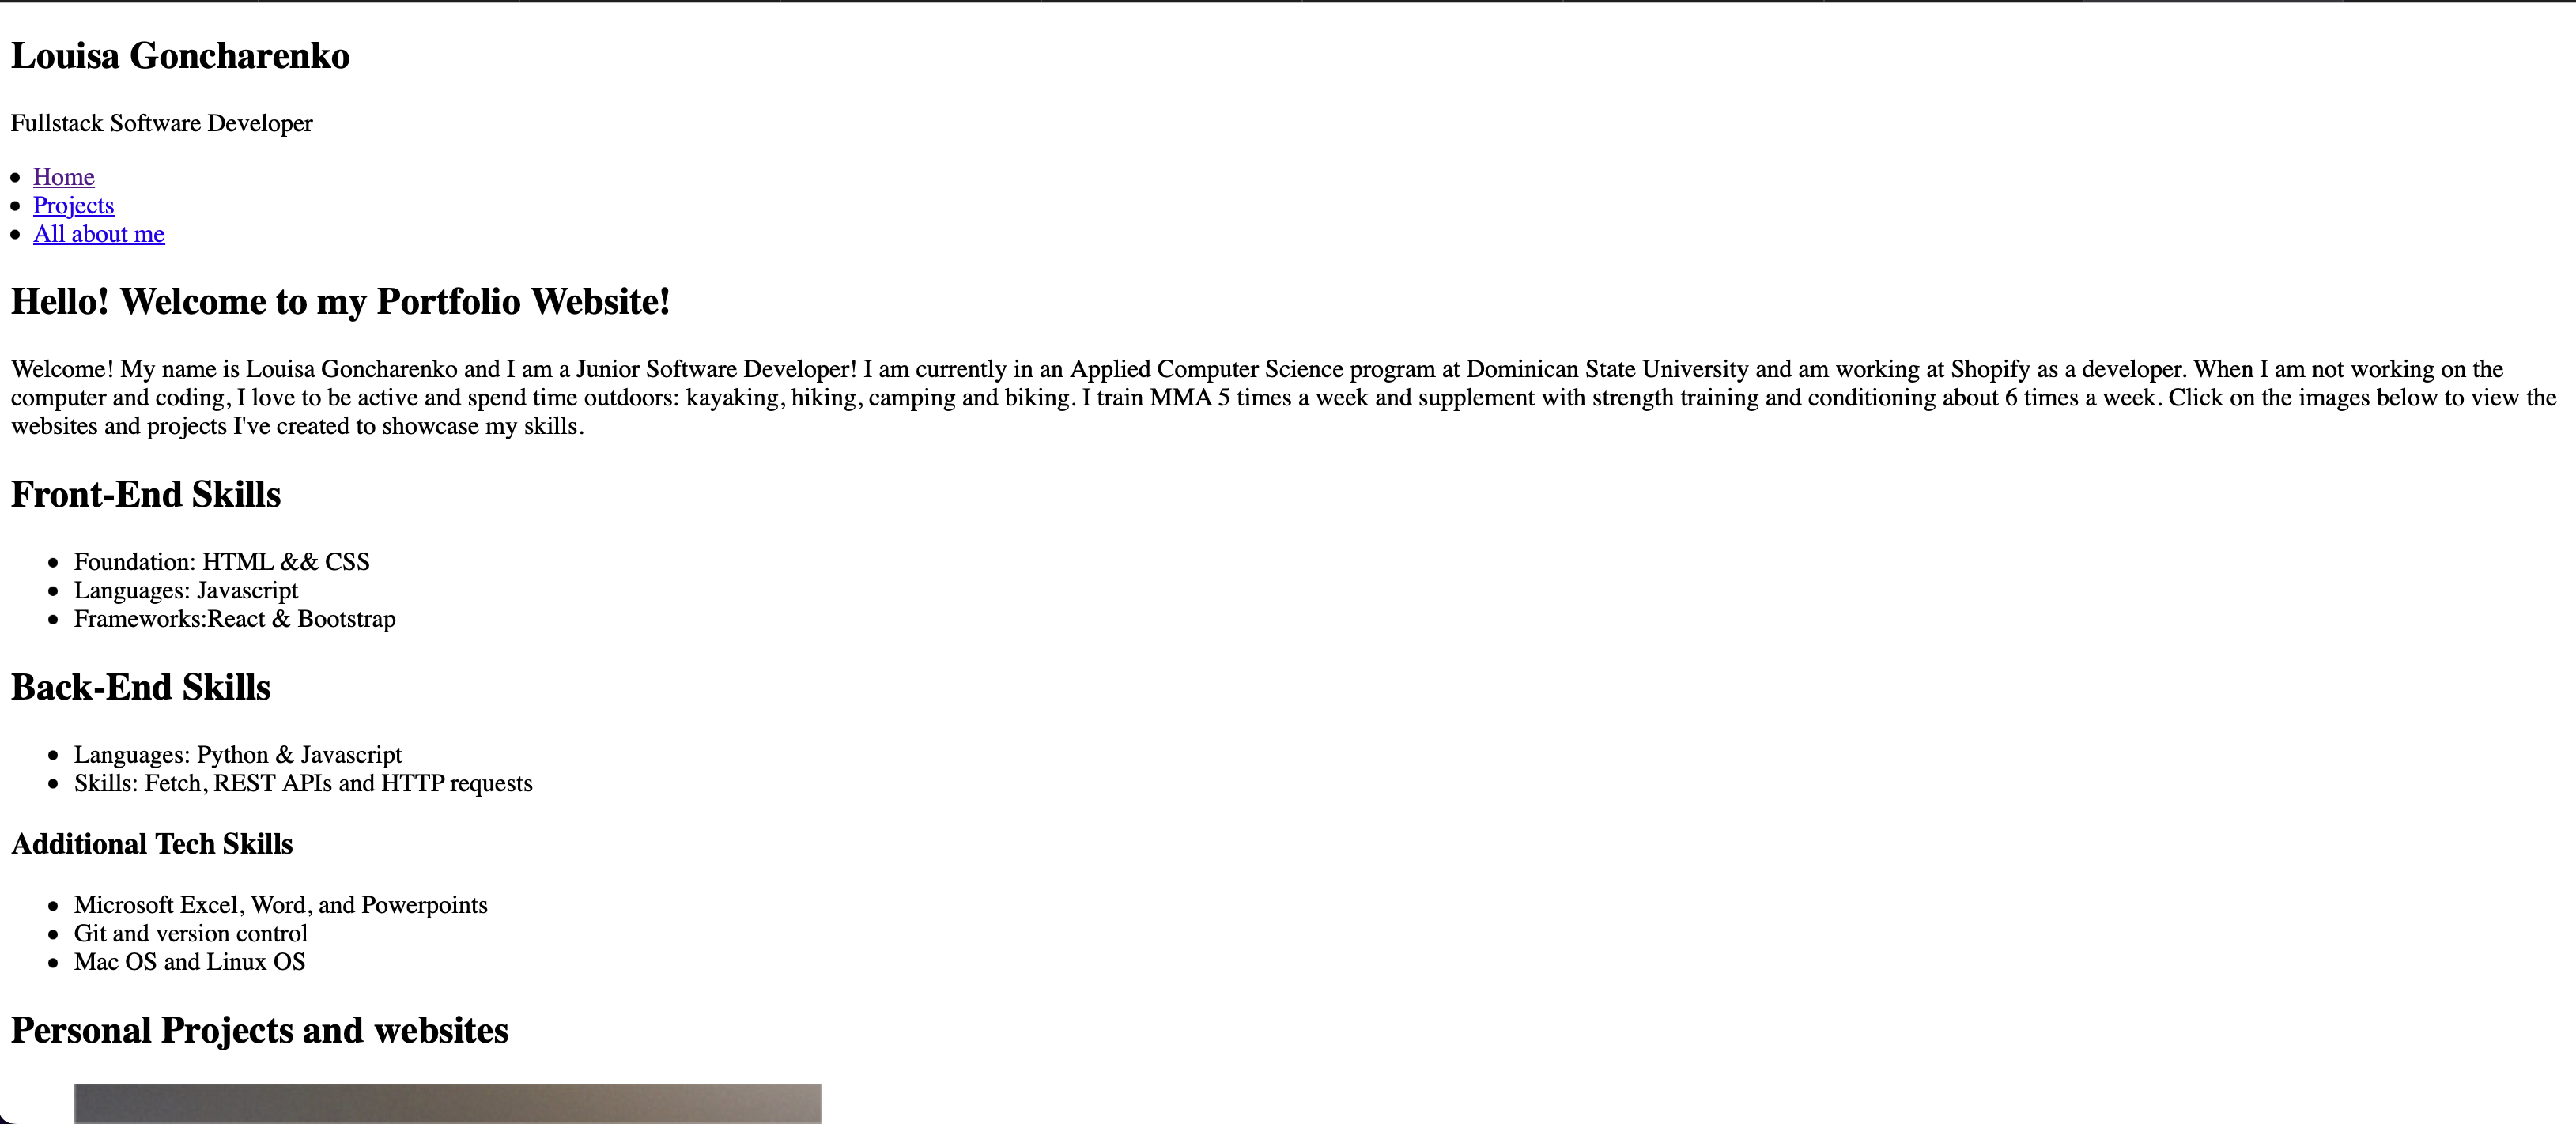 Louisa Goncharenko
Fullstack Software Developer
Home
Projects
All about me
Hello! Welcome to my Portfolio Website!
Welcome! My name is Louisa Goncharenko and I am a Junior Software Developer! I am currently in an Applied Computer Science program at Dominican State University and am working at Shopify as a developer. When I am not working on the
computer and coding, I love to be active and spend time outdoors: kayaking, hiking, camping and biking. I train MMA 5 times a week and supplement with strength training and conditioning about 6 times a week. Click on the images below to view the
websites and projects I've created to showcase my skills.
Front-End Skills
Foundation: HTML && CSS
Languages: Javascript
Frameworks:React & Bootstrap
Back-End Skills
Languages: Python & Javascript
Skills: Fetch, REST APIs and HTTP requests
Additional Tech Skills
Microsoft Excel, Word, and Powerpoints
Git and version control
Mac OS and Linux OS
Personal Projects and websites